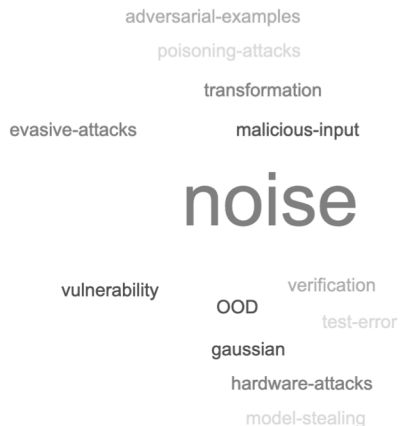 adversarial-examples
poisoning-attacks
transformation
evasive-attacks malicious-input
noise
vulnerability verification
OOD
test-error
gaussian
hardware-attacks
model-stealing